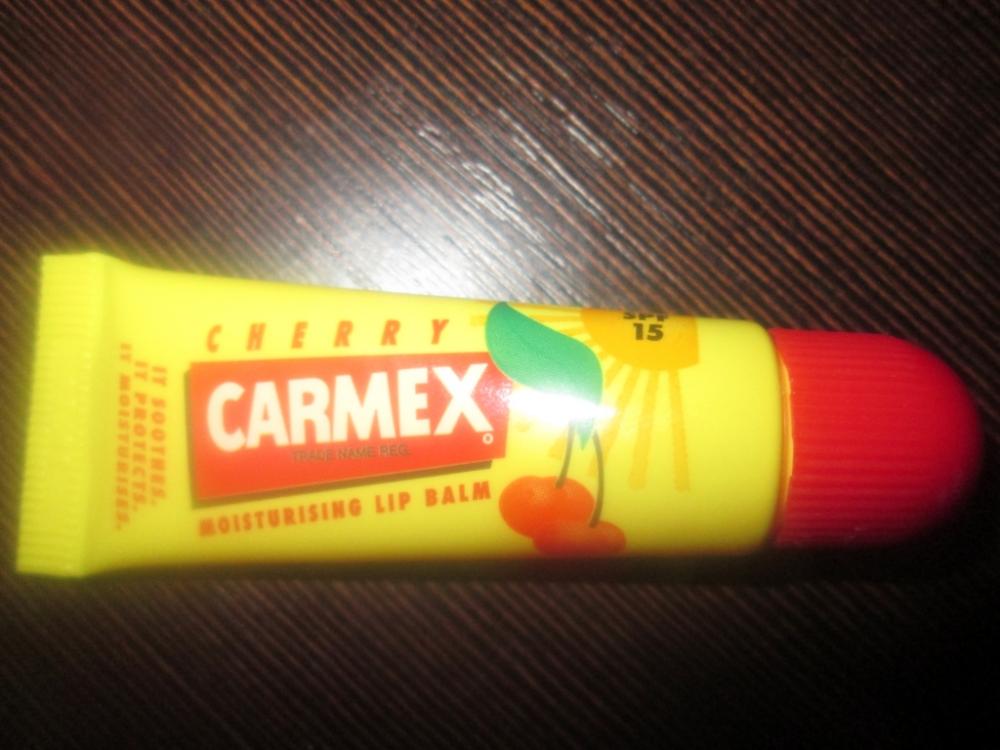 CHERRY
CARMEX
TRADE NAME REG.
MOISTURISING LIP BALM
SPF
15
IT SOOTHES.
IT PROTECTS.
IT MOISTURISES.